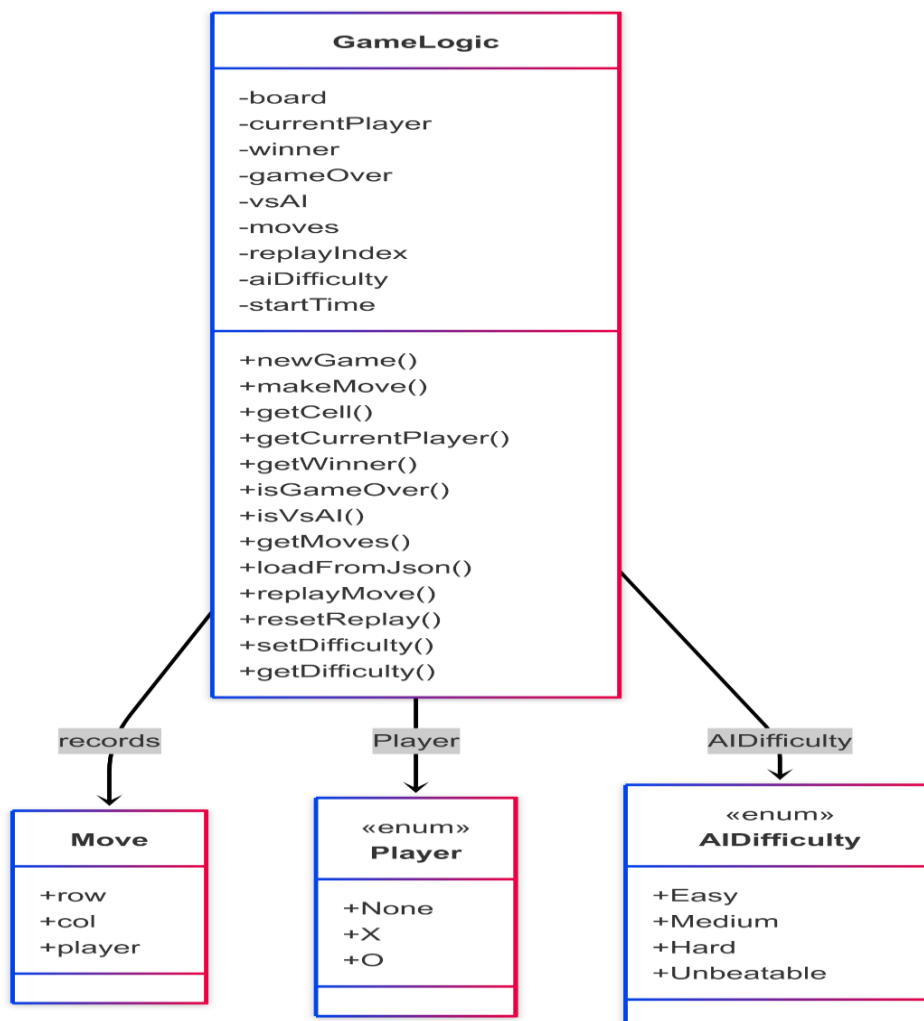 GameLogic
-board
-currentPlayer
-winner
-gameOver
-vsAI
-moves
-replayIndex
-aiDifficulty
-startTime
+newGame()
+makeMove()
+getCell()
+getCurrentPlayer()
+getWinner()
+isGameOver()
+isVsAI()
+getMoves()
+loadFromJson()
+replayMove()
+resetReplay()
+setDifficulty()
+getDifficulty()
records
Player
AIDifficulty
Move
+row
+col
+player
«enum»
Player
+None
+X
+O
«enum»
AIDifficulty
+Easy
+Medium
+Hard
+Unbeatable